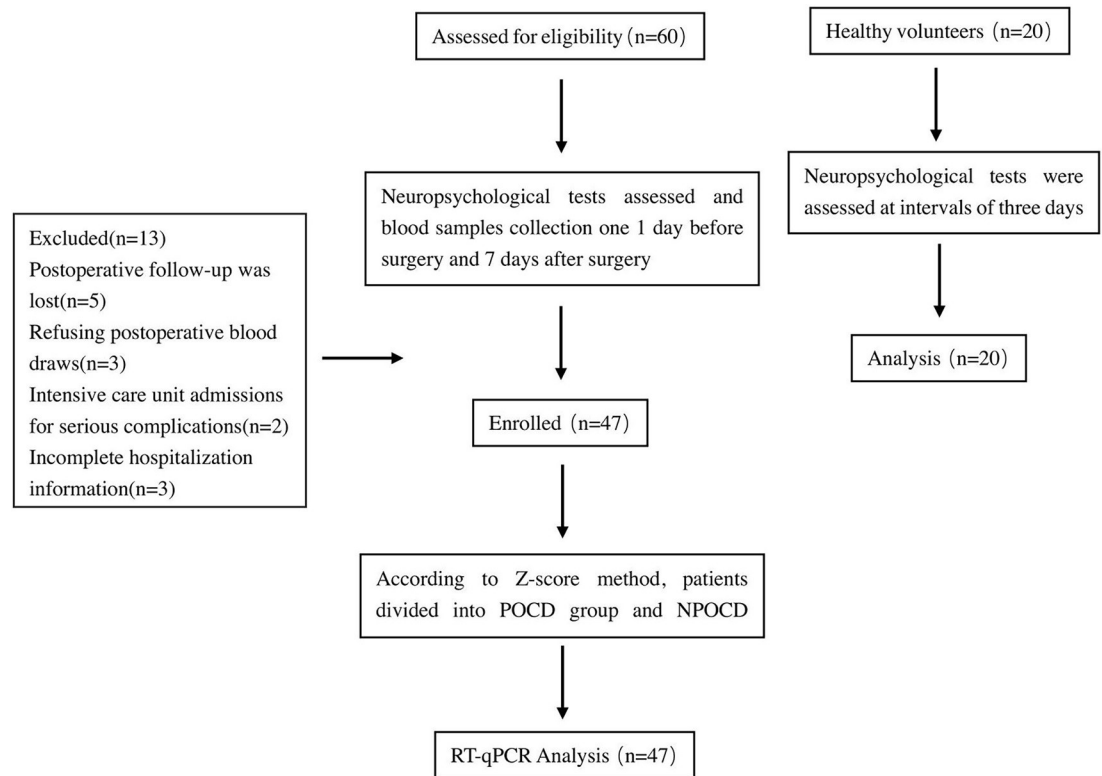 Assessed for eligibility (n=60)
Healthy volunteers (n=20)
Neuropsychological tests assessed and
blood samples collection one 1 day before
surgery and 7 days after surgery
Neuropsychological tests were
assessed at intervals of three days
Excluded(n=13)
Postoperative follow-up was
lost(n=5)
Refusing postoperative blood
draws(n=3)
Intensive care unit admissions
for serious complications(n=2)
Incomplete hospitalization
information(n=3)
Analysis (n=20)
Enrolled (n=47)
According to Z-score method, patients
divided into POCD group and NPOCD
RT-qPCR Analysis (n=47)